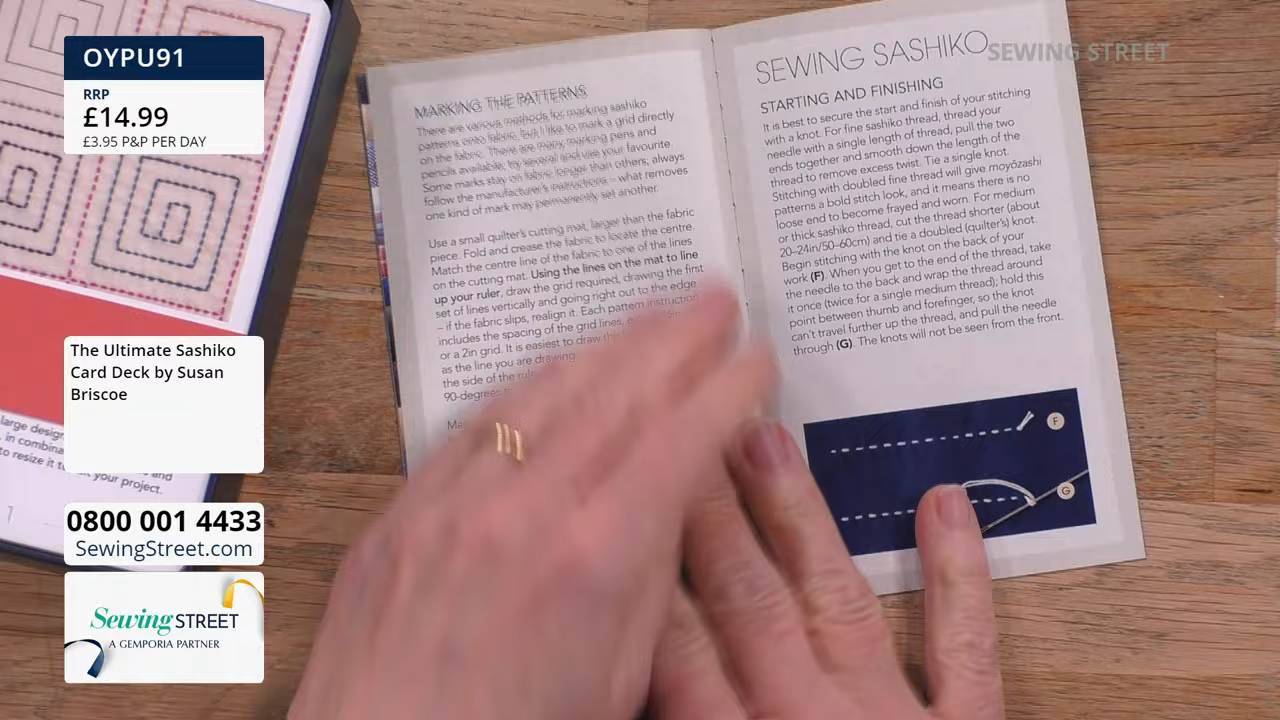 OYPU91
RRP
£14.99
£3.95 P&P PER DAY
The Ultimate Sashiko
Card Deck by Susan
Briscoe
large design
in combina
to resize it t your project.
and
1
0800 001 4433
SewingStreet.com
Sewing STREET
A GEMPORIA PARTNER
MARKING THE PATTERNS
There are various methods for marking sashiko
patterns onto fabric, but I like to mark a grid directly
on the fabric. There are many marking pens and
pencils available; try several and use your favourite.
Some marks stay on fabric longer than others; always
follow the manufacturer's instructions – what removes
one kind of mark may permanently set another.
Use a small quilter's cutting mat, larger than the fabric
piece. Fold and crease the fabric to locate the centre.
Match the centre line of the fabric to one of the lines
on the cutting mat. Using the lines on the mat to line
up your ruler, draw the grid required, drawing the first
set of lines vertically and going right out to the edge
– if the fabric slips, realign it. Each pattern instruction
includes the spacing of the grid lines,
or a 2in grid. It is easiest to draw
as the line you are drawing
the side of the
90-degrees
Ma
SEWING SASHIKO
SEWING STREET
STARTING AND FINISHING
It is best to secure the start and finish of your stitching
with a knot. For fine sashiko thread, thread your
needle with a single length of thread, pull the two
ends together and smooth down the length of the
thread to remove excess twist. Tie a single knot.
Stitching with doubled fine thread will give moyōzashi
patterns a bold stitch look, and it means there is no
loose end to become frayed and worn. For medium
or thick sashiko thread, cut the thread shorter (about
20–24in/50–60cm) and tie a doubled (quilter's) knot.
Begin stitching with the knot on the back of your
work (F). When you get to the end of the thread, take
the needle to the back and wrap the thread around
it once (twice for a single medium thread); hold this
point between thumb and forefinger, so the knot
can't travel further up the thread, and pull the needle
through (G). The knots will not be seen from the front.
F
G